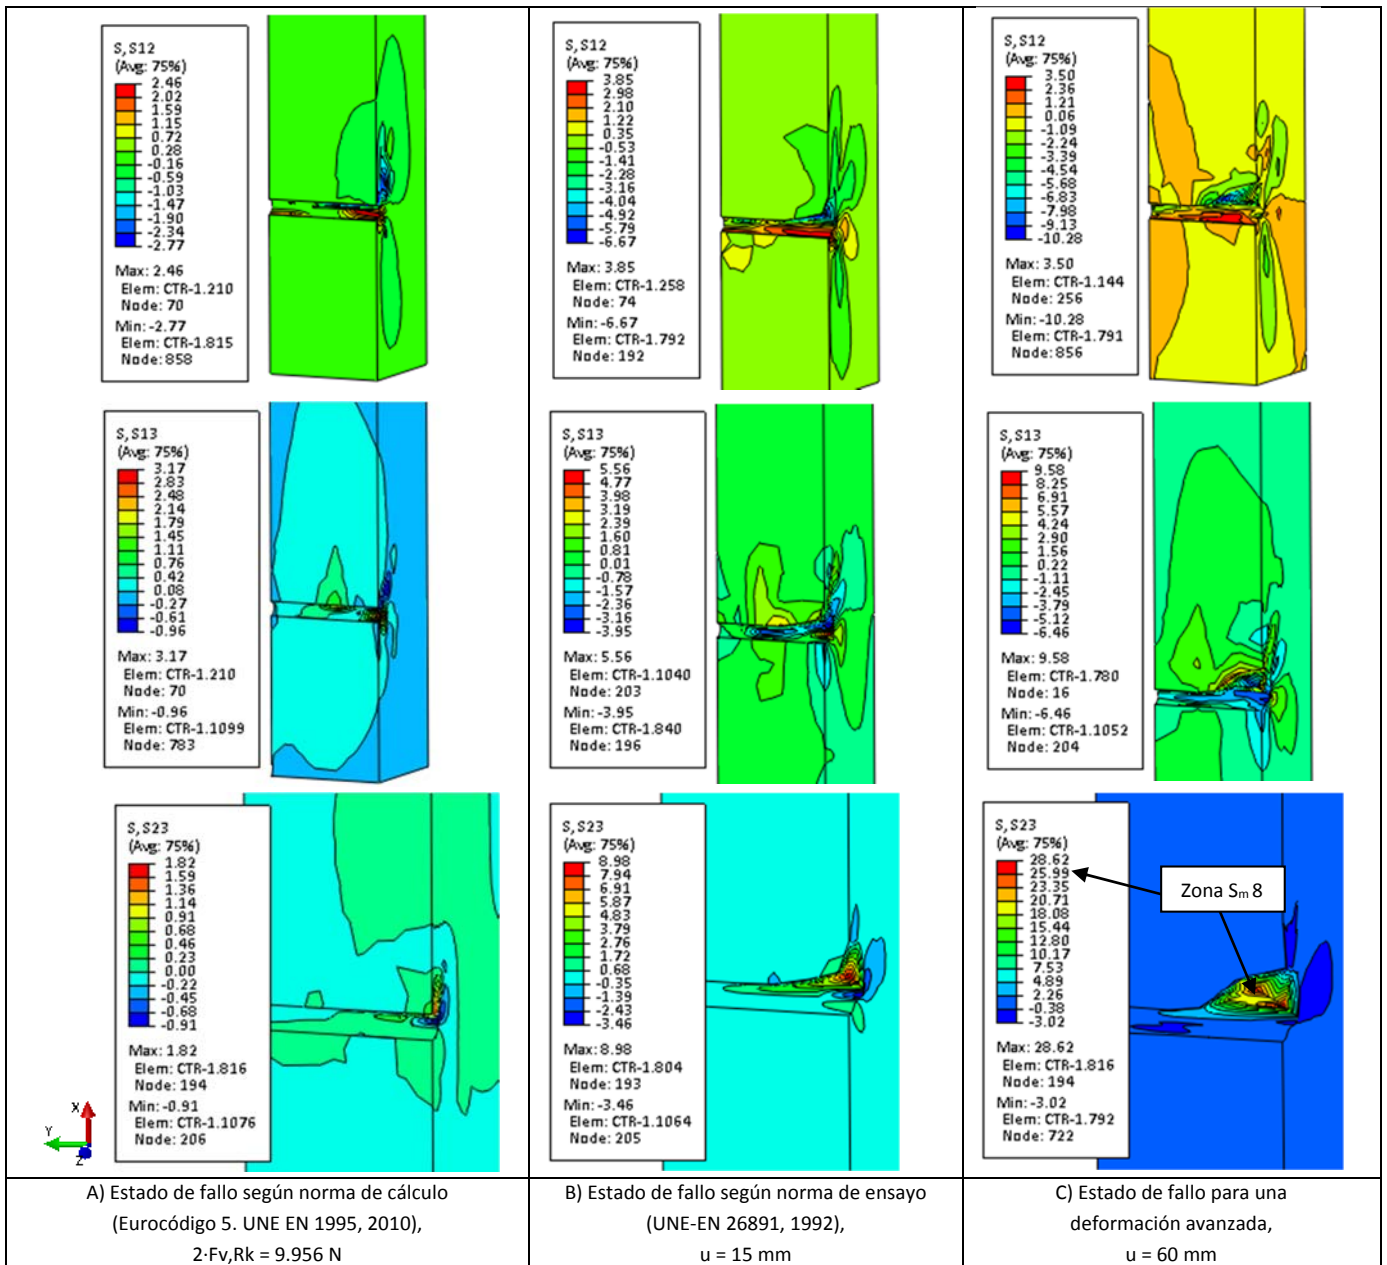 S, S12
(Avg: 75%)
2.46
2.02
1.59
1.15
0.72
0.28
-0.16
-0.59
-1.03
-1.47
-1.90
-2.34
-2.77
Max: 2.46
Elem: CTR-1.210
Node: 70
Min: -2.77
Elem: CTR-1.815
Node: 858
S, S12
(Avg: 75%)
3.85
2.98
2.10
1.22
0.35
-0.53
-1.41
-2.28
-3.16
-4.04
-4.92
-5.79
-6.67
Max: 3.85
Elem: CTR-1.258
Node: 74
Min: -6.67
Elem: CTR-1.792
Node: 192
S, S12
(Avg: 75%)
3.50
2.36
1.21
0.06
-1.09
-2.24
-3.39
-4.54
-5.68
-6.83
-7.98
-9.13
-10.28
Max: 3.50
Elem: CTR-1.144
Node: 256
Min: -10.28
Elem: CTR-1.791
Node: 856
S, S13
(Avg: 75%)
3.17
2.83
2.48
2.14
1.79
1.45
1.11
0.76
0.42
0.08
-0.27
-0.61
-0.96
Max: 3.17
Elem: CTR-1.210
Node: 70
Min: -0.96
Elem: CTR-1.1099
Node: 783
S, S13
(Avg: 75%)
5.56
4.77
3.98
3.19
2.39
1.60
0.81
0.01
-0.78
-1.57
-2.36
-3.16
-3.95
Max: 5.56
Elem: CTR-1.1040
Node: 203
Min: -3.95
Elem: CTR-1.840
Node: 196
S, S13
(Avg: 75%)
9.58
8.25
6.91
5.57
4.24
2.90
1.56
0.22
-1.11
-2.45
-3.79
-5.12
-6.46
Max: 9.58
Elem: CTR-1.780
Node: 16
Min: -6.46
Elem: CTR-1.1052
Node: 204
S, S23
(Avg: 75%)
1.82
1.59
1.36
1.14
0.91
0.68
0.46
0.23
0.00
-0.22
-0.45
-0.68
-0.91
Max: 1.82
Elem: CTR-1.816
Node: 194
Min: -0.91
Elem: CTR-1.1076
Node: 206
X
Y
Z
S, S23
(Avg: 75%)
8.98
7.94
6.91
5.87
4.83
3.79
2.76
1.72
0.68
-0.35
-1.39
-2.43
-3.46
Max: 8.98
Elem: CTR-1.804
Node: 193
Min: -3.46
Elem: CTR-1.1064
Node: 205
S, S23
(Avg: 75%)
28.62
25.99
23.35
20.71
18.08
15.44
12.80
10.17
7.53
4.89
2.26
-0.38
-3.02
Max: 28.62
Elem: CTR-1.816
Node: 194
Min: -3.02
Elem: CTR-1.792
Node: 722
Zona Sm 8
A) Estado de fallo según norma de cálculo
(Eurocódigo 5. UNE EN 1995, 2010),
2·Fv,Rk = 9.956 N
B) Estado de fallo según norma de ensayo
(UNE-EN 26891, 1992),
u = 15 mm
C) Estado de fallo para una
deformación avanzada,
u = 60 mm